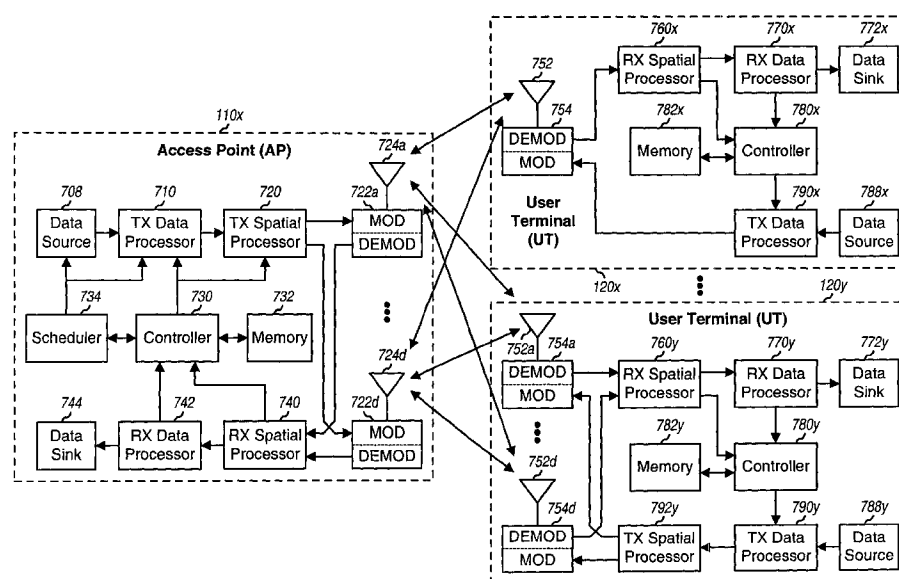 110x
Access Point (AP)
708
Data
Source
710
TX Data
Processor
720
TX Spatial
Processor
724a
722a
MOD
DEMOD
734
Scheduler
730
Controller
732
Memory
724d
744
Data
Sink
742
RX Data
Processor
740
RX Spatial
Processor
722d
MOD
DEMOD
752
754
DEMOD
MOD
User
Terminal
(UT)
760x
RX Spatial
Processor
770x
RX Data
Processor
772x
Data
Sink
782x
Memory
780x
Controller
790x
TX Data
Processor
788x
Data
Source
120x
120y
User Terminal (UT)
752a
754a
DEMOD
MOD
760y
RX Spatial
Processor
770y
RX Data
Processor
772y
Data
Sink
782y
Memory
780y
Controller
752d
754d
DEMOD
MOD
792y
TX Spatial
Processor
790y
TX Data
Processor
788y
Data
Source